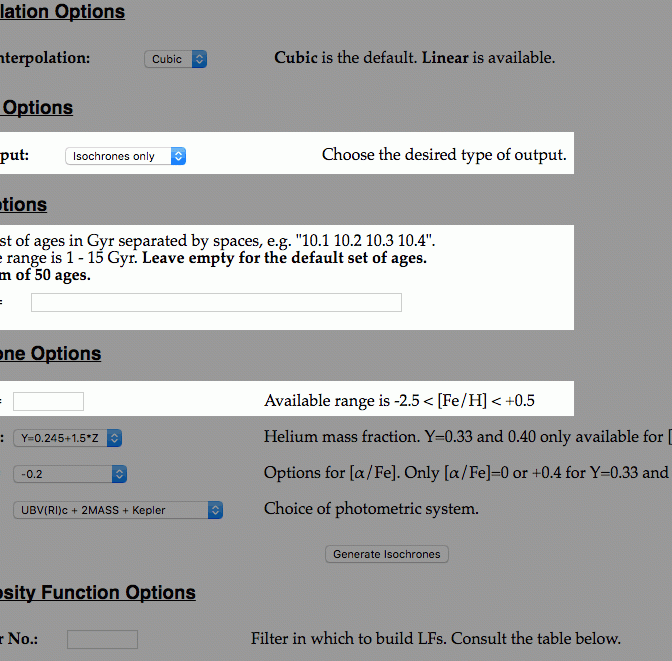 lation Options
nterpolation: Cubic Cubic is the default. Linear is available.
Options
put: Isochrones only Choose the desired type of output.
tions
st of ages in Gyr separated by spaces, e.g. "10.1 10.2 10.3 10.4".
e range is 1 - 15 Gyr. Leave empty for the default set of ages.
m of 50 ages.
=
one Options
= Available range is -2.5 < [Fe/H] < +0.5
: Y=0.245+1.5*Z Helium mass fraction. Y=0.33 and 0.40 only available for [
-0.2 Options for [α/Fe]. Only [α/Fe]=0 or +0.4 for Y=0.33 and
UBV(RI)c + 2MASS + Kepler Choice of photometric system.
Generate Isochrones
osity Function Options
r No.: Filter in which to build LFs. Consult the table below.